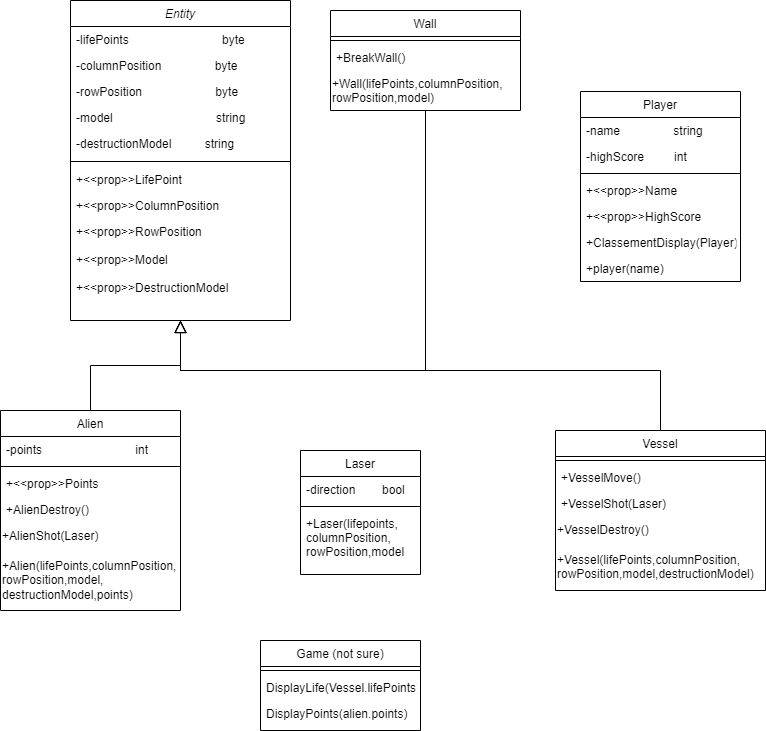 Entity
-lifePoints byte
-columnPosition byte
-rowPosition byte
-model string
-destructionModel string
+<<prop>>LifePoint
+<<prop>>ColumnPosition
+<<prop>>RowPosition
+<<prop>>Model
+<<prop>>DestructionModel
Wall
+BreakWall()
+Wall(lifePoints,columnPosition,
rowPosition,model)
Player
-name string
-highScore int
+<<prop>>Name
+<<prop>>HighScore
+ClassementDisplay(Player)
+player(name)
Alien
-points int
+<<prop>>Points
+AlienDestroy()
+AlienShot(Laser)
+Alien(lifePoints,columnPosition,
rowPosition,model,
destructionModel,points)
Laser
-direction bool
+Laser(lifepoints,
columnPosition,
rowPosition,model
Vessel
+VesselMove()
+VesselShot(Laser)
+VesselDestroy()
+Vessel(lifePoints,columnPosition,
rowPosition,model,destructionModel)
Game (not sure)
DisplayLife(Vessel.lifePoints
DisplayPoints(alien.points)